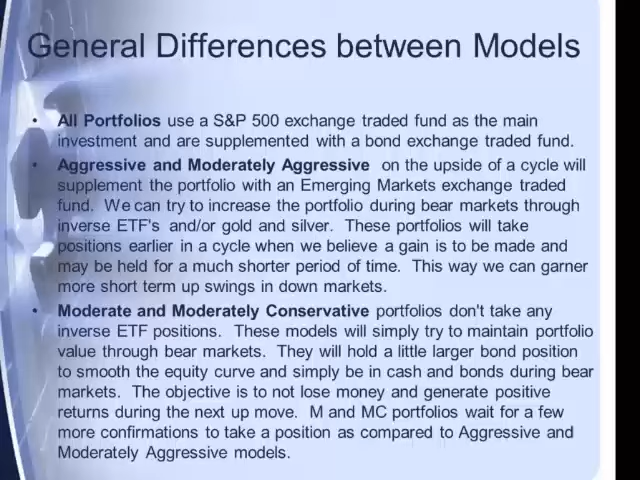 General Differences between Models
• All Portfolios use a S&P 500 exchange traded fund as the main
investment and are supplemented with a bond exchange traded fund.
• Aggressive and Moderately Aggressive on the upside of a cycle will
supplement the portfolio with an Emerging Markets exchange traded
fund. We can try to increase the portfolio during bear markets through
inverse ETF's and/or gold and silver. These portfolios will take
positions earlier in a cycle when we believe a gain is to be made and
may be held for a much shorter period of time. This way we can garner
more short term up swings in down markets.
• Moderate and Moderately Conservative portfolios don't take any
inverse ETF positions. These models will simply try to maintain portfolio
value through bear markets. They will hold a little larger bond position
to smooth the equity curve and simply be in cash and bonds during bear
markets. The objective is to not lose money and generate positive
returns during the next up move. M and MC portfolios wait for a few
more confirmations to take a position as compared to Aggressive and
Moderately Aggressive models.